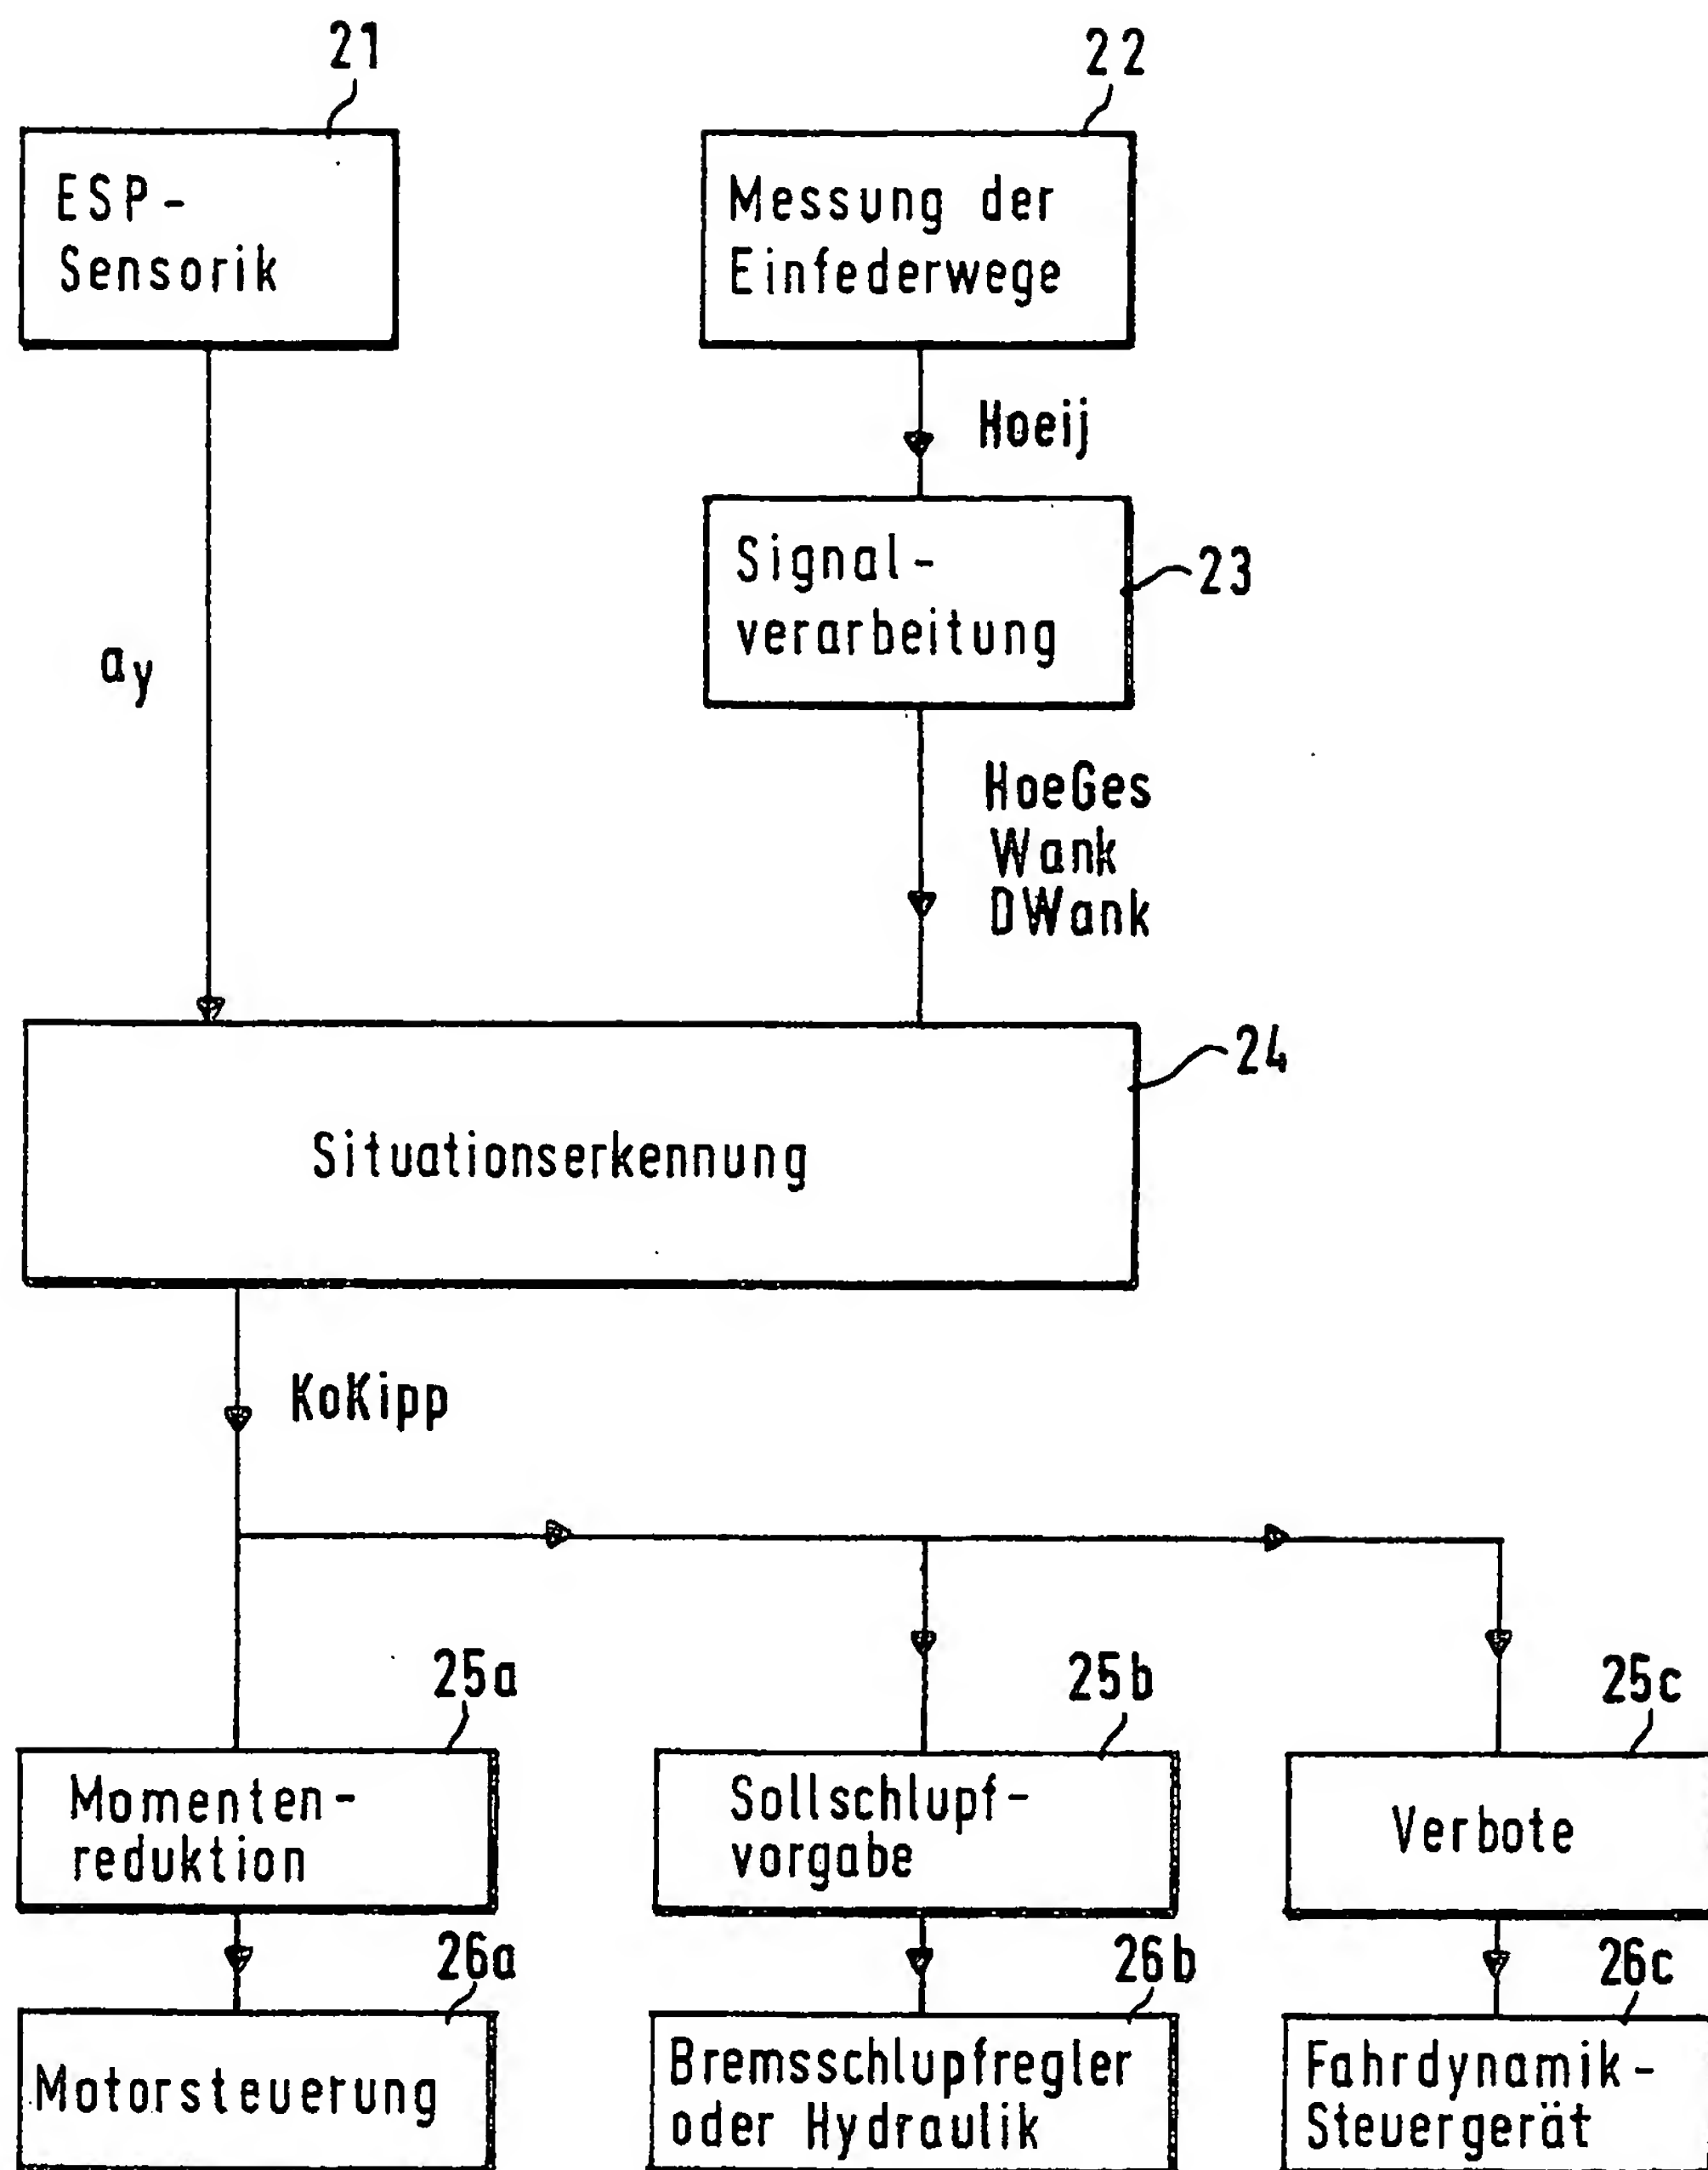 21
22
ESP-
Sensorik
Messung der
Einfederwege
Hoeij
Signal-
verarbeitung
23
ay
HoeGes
Wank
DWank
24
Situationserkennung
KoKipp
25a
25b
25c
Momenten-
reduktion
Sollschlupf-
vorgabe
Verbote
26a
26b
26c
Motorsteuerung
Bremsschlupfregler
oder Hydraulik
Fahrdynamik-
Steuergerät